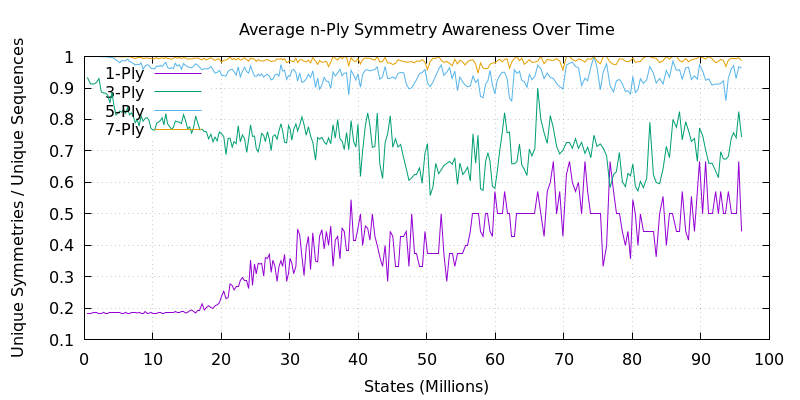 Average n-Ply Symmetry Awareness Over Time
Unique Symmetries / Unique Sequences
1
0.9
0.8
0.7
0.6
0.5
0.4
0.3
0.2
0.1
1-Ply
3-Ply
5-Ply
7-Ply
0 10 20 30 40 50 60 70 80 90 100
States (Millions)